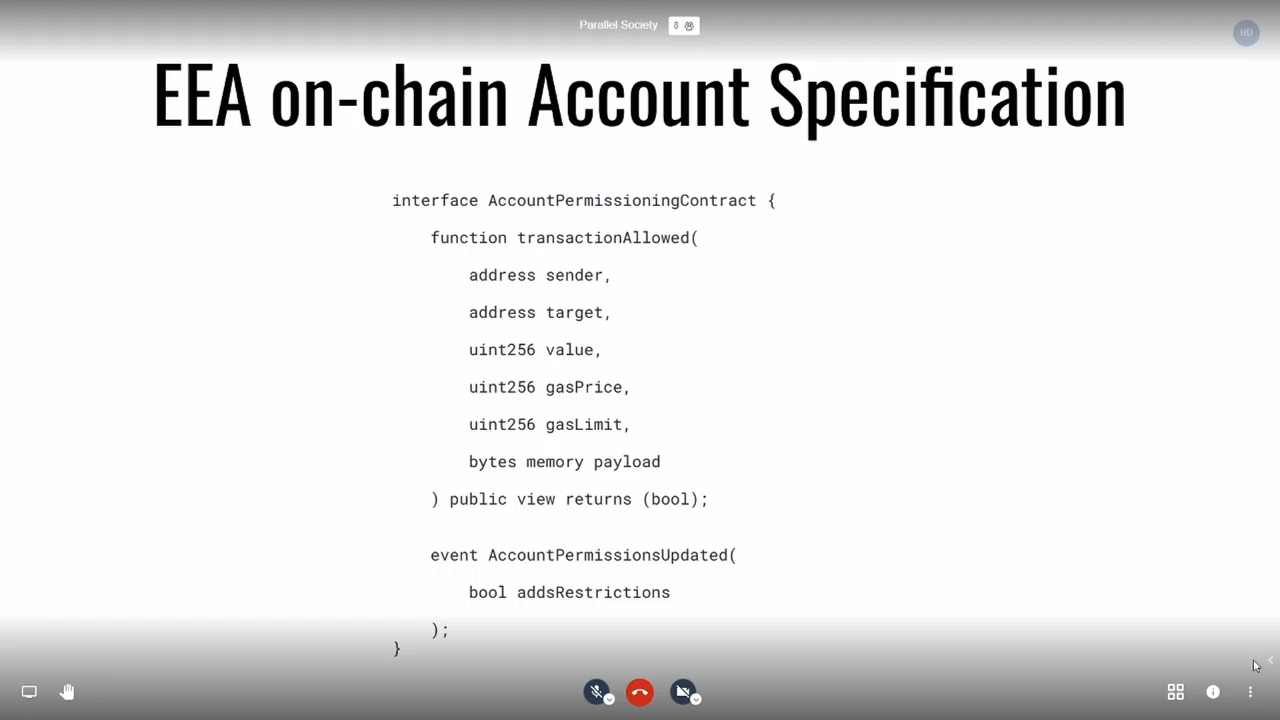 Parallel Society
HD
EEA on-chain Account Specification
interface AccountPermissioningContract {
function transactionAllowed(
address sender,
address target,
uint256 value,
uint256 gasPrice,
uint256 gasLimit,
bytes memory payload
) public view returns (bool);
event AccountPermissionsUpdated(
bool addsRestrictions
);
}